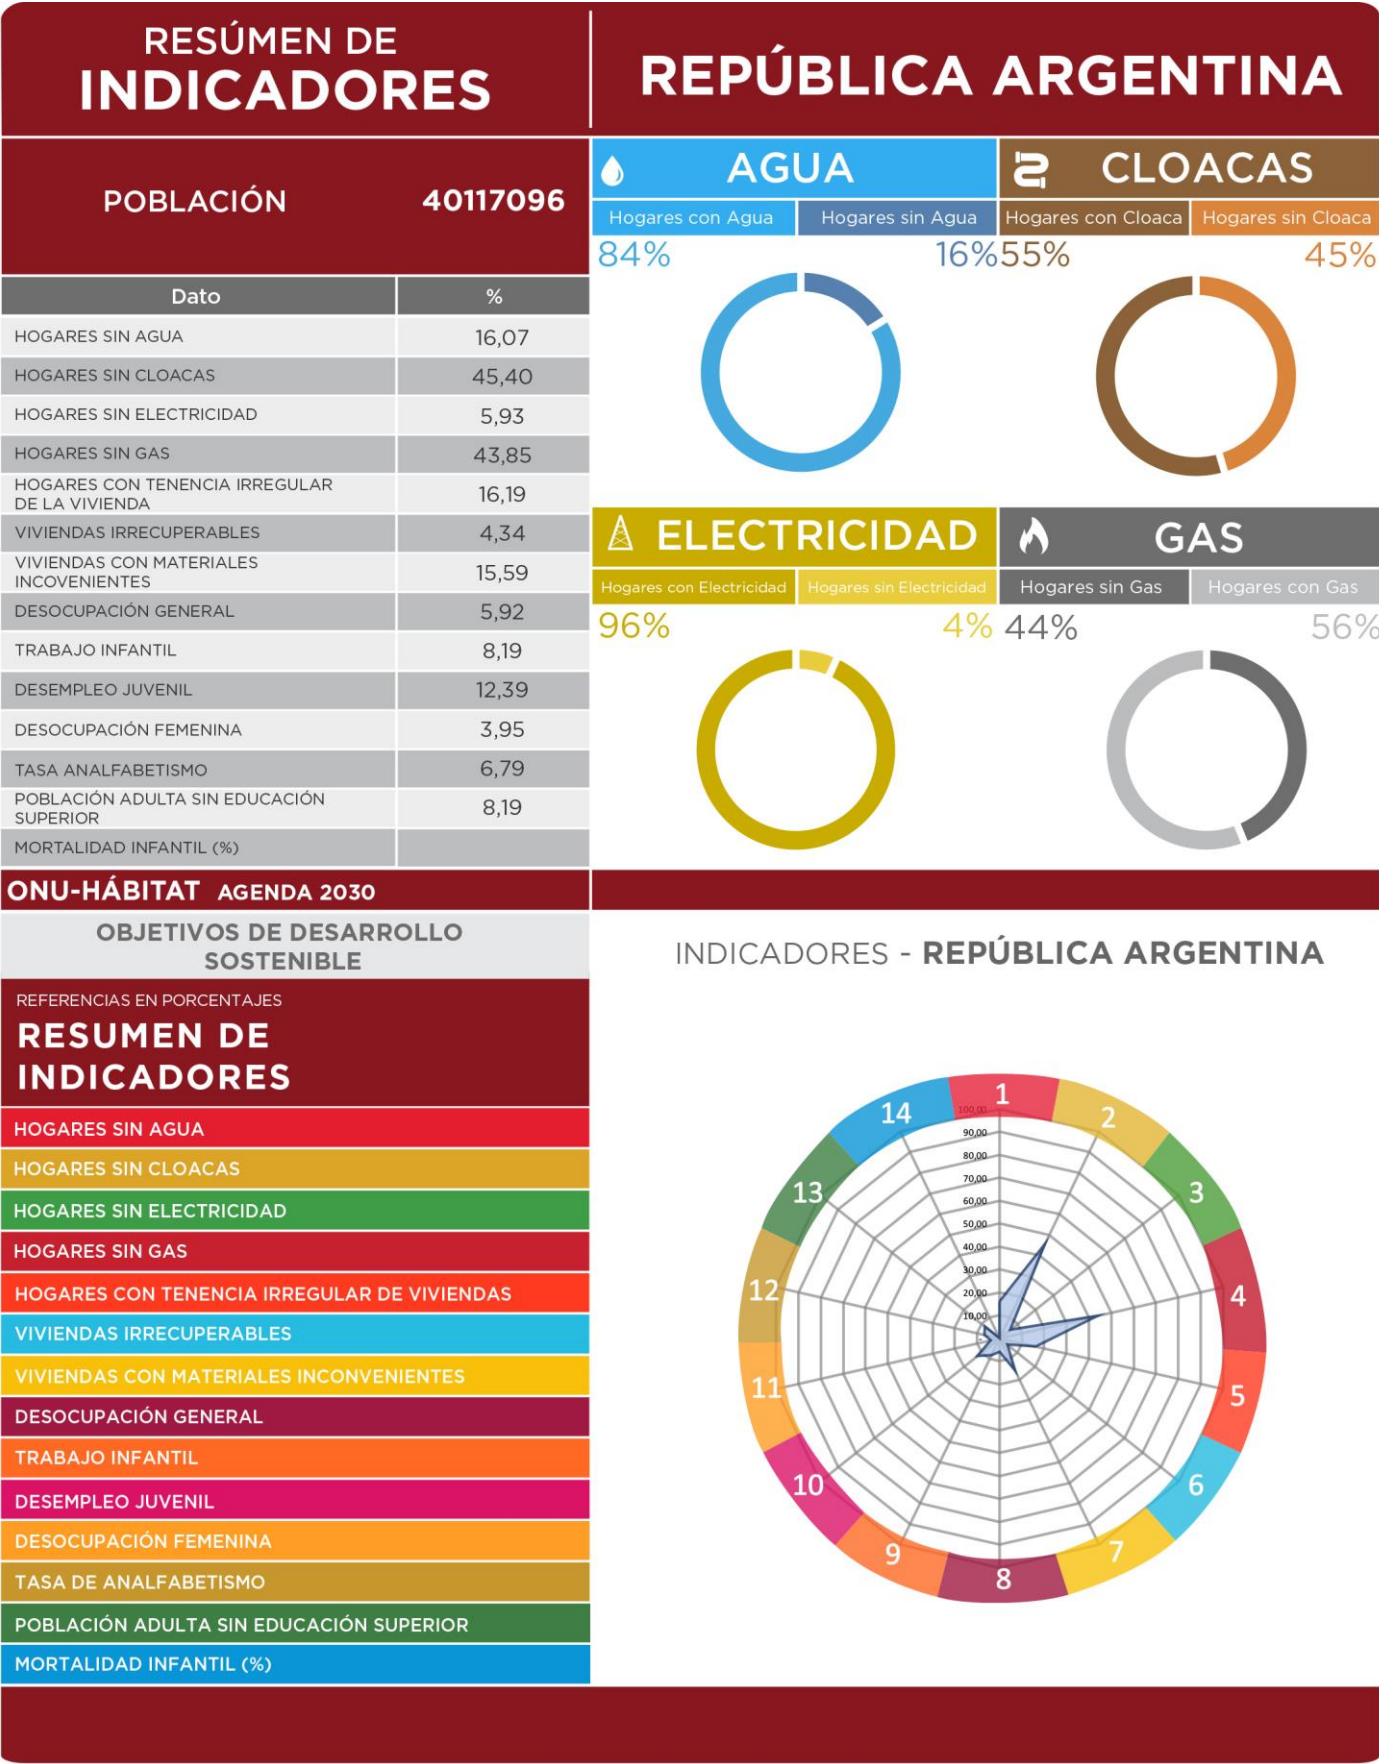 RESÚMEN DE
INDICADORES
REPÚBLICA ARGENTINA
POBLACIÓN 40117096
Dato %
HOGARES SIN AGUA 16,07
HOGARES SIN CLOACAS 45,40
HOGARES SIN ELECTRICIDAD 5,93
HOGARES SIN GAS 43,85
HOGARES CON TENENCIA IRREGULAR
DE LA VIVIENDA 16,19
VIVIENDAS IRRECUPERABLES 4,34
VIVIENDAS CON MATERIALES
INCOVENIENTES 15,59
DESOCUPACIÓN GENERAL 5,92
TRABAJO INFANTIL 8,19
DESEMPLEO JUVENIL 12,39
DESOCUPACIÓN FEMENINA 3,95
TASA ANALFABETISMO 6,79
POBLACIÓN ADULTA SIN EDUCACIÓN
SUPERIOR 8,19
MORTALIDAD INFANTIL (%)
AGUA
Hogares con Agua Hogares sin Agua
84% 16%
CLOACAS
Hogares con Cloaca Hogares sin Cloaca
55% 45%
ELECTRICIDAD
Hogares con Electricidad Hogares sin Electricidad
96% 4%
GAS
Hogares sin Gas Hogares con Gas
44% 56%
ONU-HÁBITAT AGENDA 2030
OBJETIVOS DE DESARROLLO
SOSTENIBLE
REFERENCIAS EN PORCENTAJES
RESUMEN DE
INDICADORES
HOGARES SIN AGUA
HOGARES SIN CLOACAS
HOGARES SIN ELECTRICIDAD
HOGARES SIN GAS
HOGARES CON TENENCIA IRREGULAR DE VIVIENDAS
VIVIENDAS IRRECUPERABLES
VIVIENDAS CON MATERIALES INCONVENIENTES
DESOCUPACIÓN GENERAL
TRABAJO INFANTIL
DESEMPLEO JUVENIL
DESOCUPACIÓN FEMENINA
TASA DE ANALFABETISMO
POBLACIÓN ADULTA SIN EDUCACIÓN SUPERIOR
MORTALIDAD INFANTIL (%)
INDICADORES - REPÚBLICA ARGENTINA
1
2
3
4
5
6
7
8
9
10
11
12
13
14
100,00
90,00
80,00
70,00
60,00
50,00
40,00
30,00
20,00
10,00